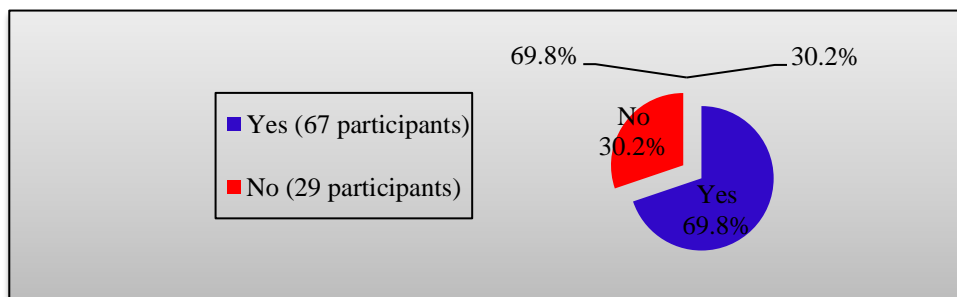 69.8%
30.2%
Yes (67 participants)
No (29 participants)
No
30.2%
Yes
69.8%